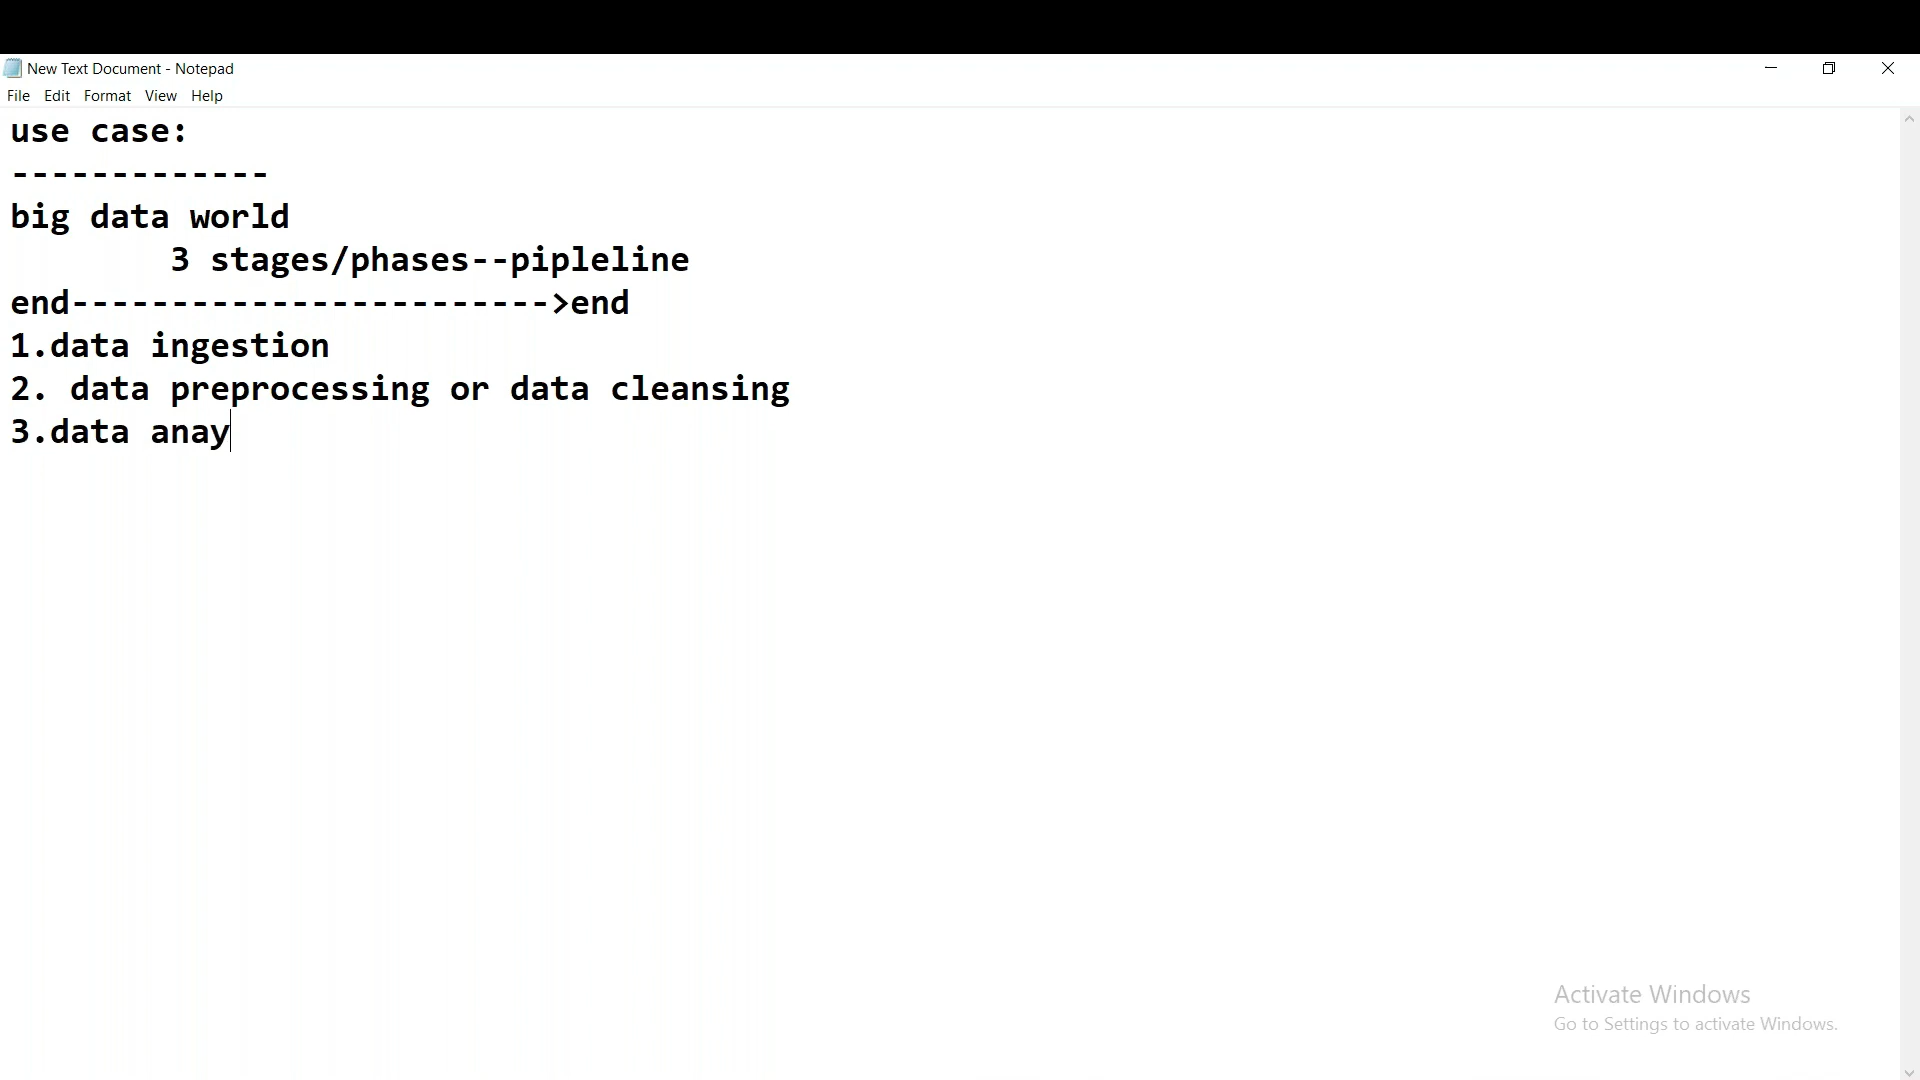 New Text Document - Notepad
File Edit Format View Help
use case:
-------------
big data world
        3 stages/phases--pipleline
end------------------------>end
1.data ingestion
2. data preprocessing or data cleansing
3.data anay
Activate Windows
Go to Settings to activate Windows.